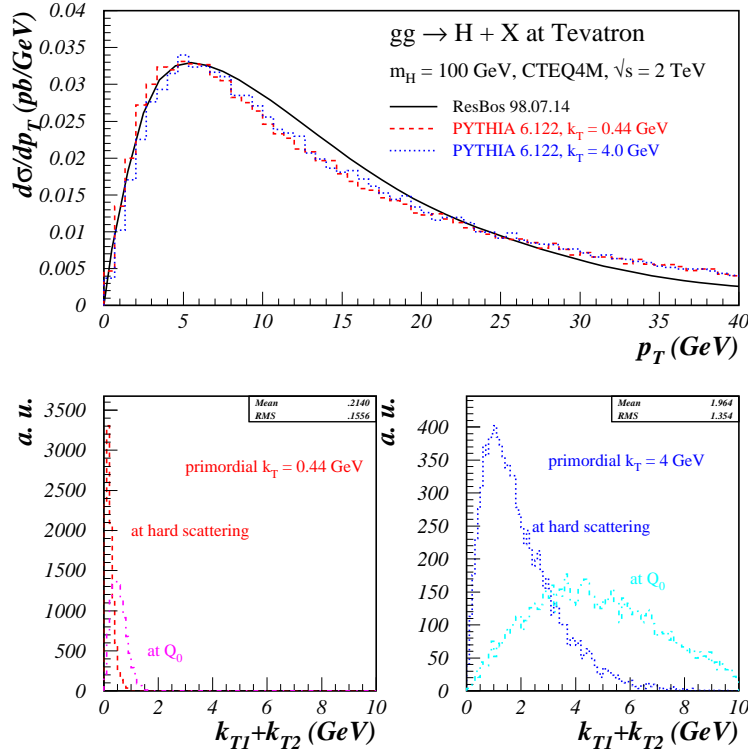 gg → H + X at Tevatron
m_H = 100 GeV, CTEQ4M, √s = 2 TeV
ResBos 98.07.14
PYTHIA 6.122, k_T = 0.44 GeV
PYTHIA 6.122, k_T = 4.0 GeV
dσ/dp_T (pb/GeV)
0.04
0.035
0.03
0.025
0.02
0.015
0.01
0.005
0
0 5 10 15 20 25 30 35 40
p_T (GeV)
a. u.
Mean .2140
RMS .1556
primordial k_T = 0.44 GeV
at hard scattering
at Q_0
3500
3000
2500
2000
1500
1000
500
0
0 2 4 6 8 10
k_T1+k_T2 (GeV)
a. u.
Mean 1.964
RMS 1.354
primordial k_T = 4 GeV
at hard scattering
at Q_0
400
350
300
250
200
150
100
50
0
0 2 4 6 8 10
k_T1+k_T2 (GeV)